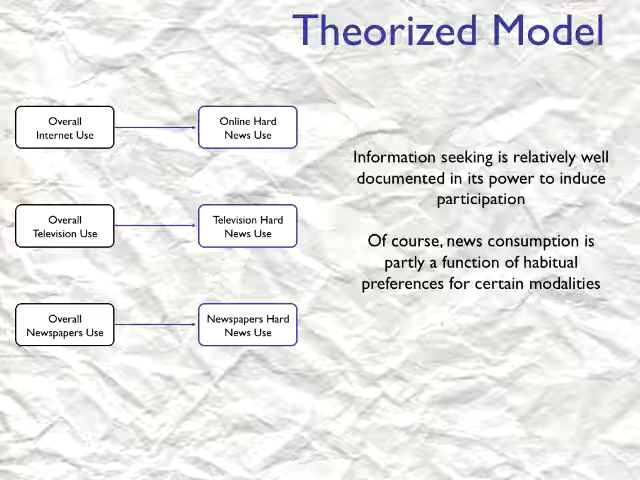 Theorized Model
Overall
Internet Use
Online Hard
News Use
Overall
Television Use
Television Hard
News Use
Overall
Newspapers Use
Newspapers Hard
News Use
Information seeking is relatively well
documented in its power to induce
participation
Of course, news consumption is
partly a function of habitual
preferences for certain modalities